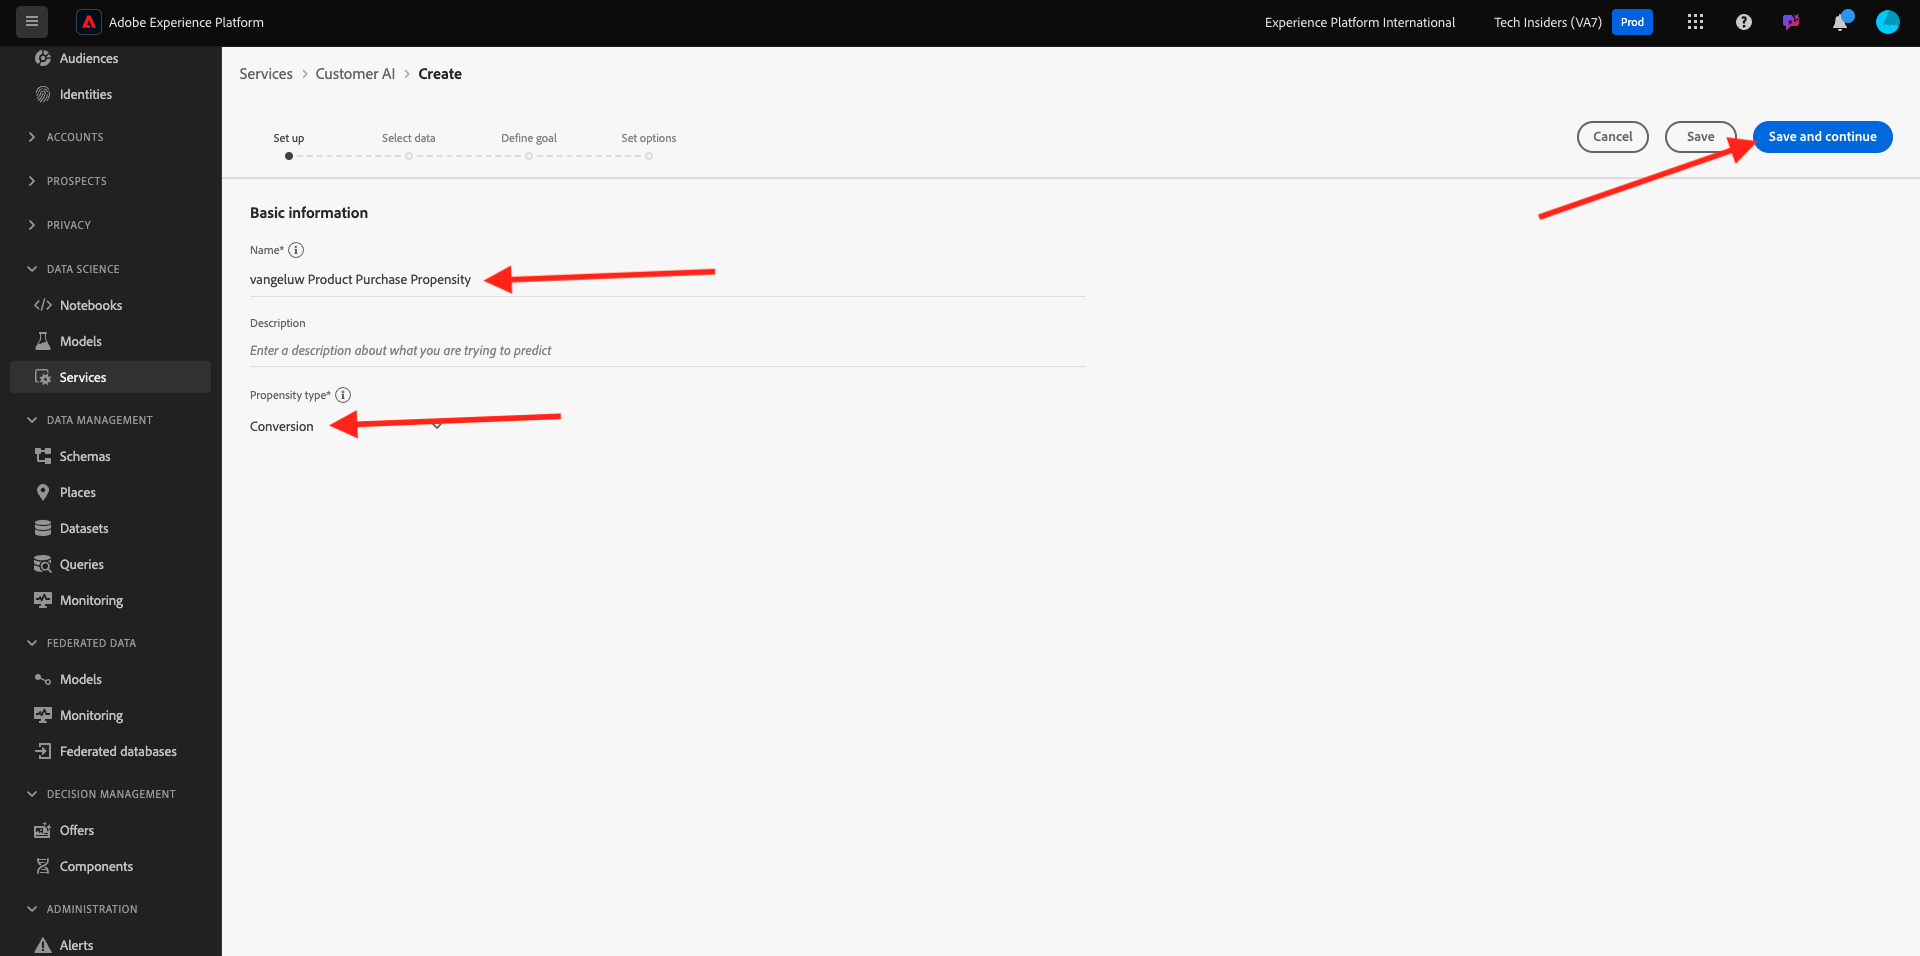 Adobe Experience Platform
Experience Platform International
Tech Insiders (VA7)
Prod
Audiences
Identities
ACCOUNTS
PROSPECTS
PRIVACY
DATA SCIENCE
Notebooks
Models
Services
DATA MANAGEMENT
Schemas
Places
Datasets
Queries
Monitoring
FEDERATED DATA
Models
Monitoring
Federated databases
DECISION MANAGEMENT
Offers
Components
ADMINISTRATION
Alerts
Services > Customer AI > Create
Set up
Select data
Define goal
Set options
Cancel
Save
Save and continue
Basic information
Name*
vangeluw Product Purchase Propensity
Description
Enter a description about what you are trying to predict
Propensity type*
Conversion